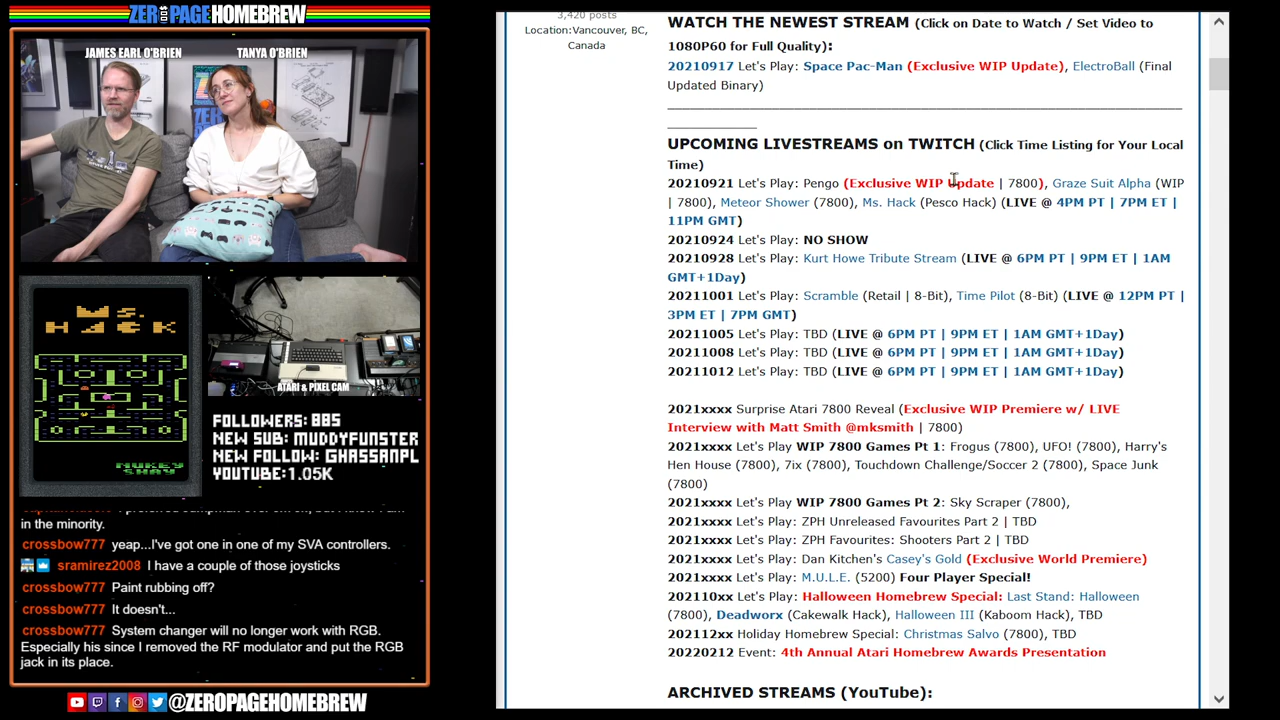 ZERO PAGE HOMEBREW
JAMES EARL O'BRIEN
TANYA O'BRIEN
MS.
HACK
NUKEY
SHAY
ATARI & PIXEL CAM
FOLLOWERS: 885
NEW SUB: MUDDYFUNSTER
NEW FOLLOW: GHASSANPL
YOUTUBE:1.05K
in the minority.
crossbow777 yeap...I've got one in one of my SVA controllers.
sramirez2008 I have a couple of those joysticks
crossbow777 Paint rubbing off?
crossbow777 It doesn't...
crossbow777 System changer will no longer work with RGB.
Especially his since I removed the RF modulator and put the RGB
jack in its place.
@ZEROPAGEHOMEBREW
3,420 posts
Location:Vancouver, BC,
Canada
WATCH THE NEWEST STREAM (Click on Date to Watch / Set Video to
1080P60 for Full Quality):
20210917 Let's Play: Space Pac-Man (Exclusive WIP Update), ElectroBall (Final
Updated Binary)
UPCOMING LIVESTREAMS on TWITCH (Click Time Listing for Your Local
Time)
20210921 Let's Play: Pengo (Exclusive WIP Update | 7800), Graze Suit Alpha (WIP
| 7800), Meteor Shower (7800), Ms. Hack (Pesco Hack) (LIVE @ 4PM PT | 7PM ET |
11PM GMT)
20210924 Let's Play: NO SHOW
20210928 Let's Play: Kurt Howe Tribute Stream (LIVE @ 6PM PT | 9PM ET | 1AM
GMT+1Day)
20211001 Let's Play: Scramble (Retail | 8-Bit), Time Pilot (8-Bit) (LIVE @ 12PM PT |
3PM ET | 7PM GMT)
20211005 Let's Play: TBD (LIVE @ 6PM PT | 9PM ET | 1AM GMT+1Day)
20211008 Let's Play: TBD (LIVE @ 6PM PT | 9PM ET | 1AM GMT+1Day)
20211012 Let's Play: TBD (LIVE @ 6PM PT | 9PM ET | 1AM GMT+1Day)
2021xxxx Surprise Atari 7800 Reveal (Exclusive WIP Premiere w/ LIVE
Interview with Matt Smith @mksmith | 7800)
2021xxxx Let's Play WIP 7800 Games Pt 1: Frogus (7800), UFO! (7800), Harry's
Hen House (7800), 7ix (7800), Touchdown Challenge/Soccer 2 (7800), Space Junk
(7800)
2021xxxx Let's Play WIP 7800 Games Pt 2: Sky Scraper (7800),
2021xxxx Let's Play: ZPH Unreleased Favourites Part 2 | TBD
2021xxxx Let's Play: ZPH Favourites: Shooters Part 2 | TBD
2021xxxx Let's Play: Dan Kitchen's Casey's Gold (Exclusive World Premiere)
2021xxxx Let's Play: M.U.L.E. (5200) Four Player Special!
202110xx Let's Play: Halloween Homebrew Special: Last Stand: Halloween
(7800), Deadworx (Cakewalk Hack), Halloween III (Kaboom Hack), TBD
202112xx Holiday Homebrew Special: Christmas Salvo (7800), TBD
20220212 Event: 4th Annual Atari Homebrew Awards Presentation
ARCHIVED STREAMS (YouTube):